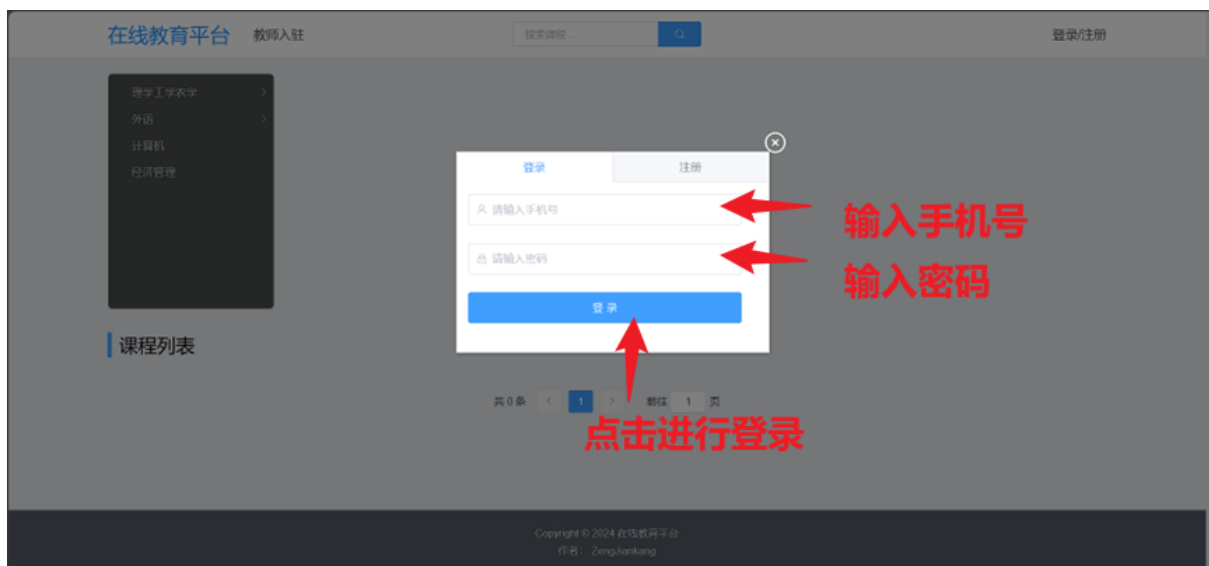 在线教育平台 教师入驻 搜索课程... 登录/注册
理学工学农学
外语
计算机
经济管理
登录 注册
请输入手机号
输入手机号
请输入密码
输入密码
登 录
课程列表
共 0 条 1 前往 1 页
点击进行登录
Copyright © 2024 在线教育平台
作者： ZengJiankang